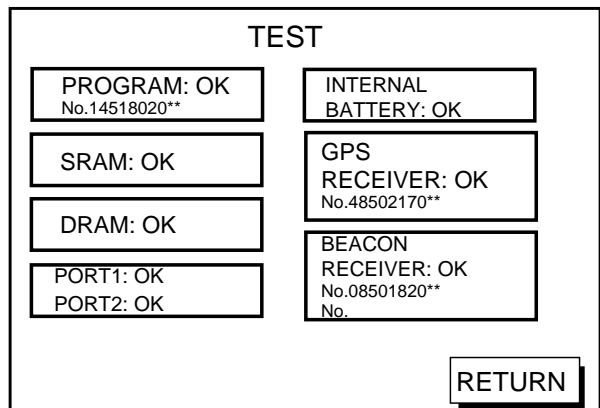 TEST
PROGRAM: OK
No.14518020**
SRAM: OK
DRAM: OK
PORT1: OK
PORT2: OK
INTERNAL
BATTERY: OK
GPS
RECEIVER: OK
No.48502170**
BEACON
RECEIVER: OK
No.08501820**
No.
RETURN